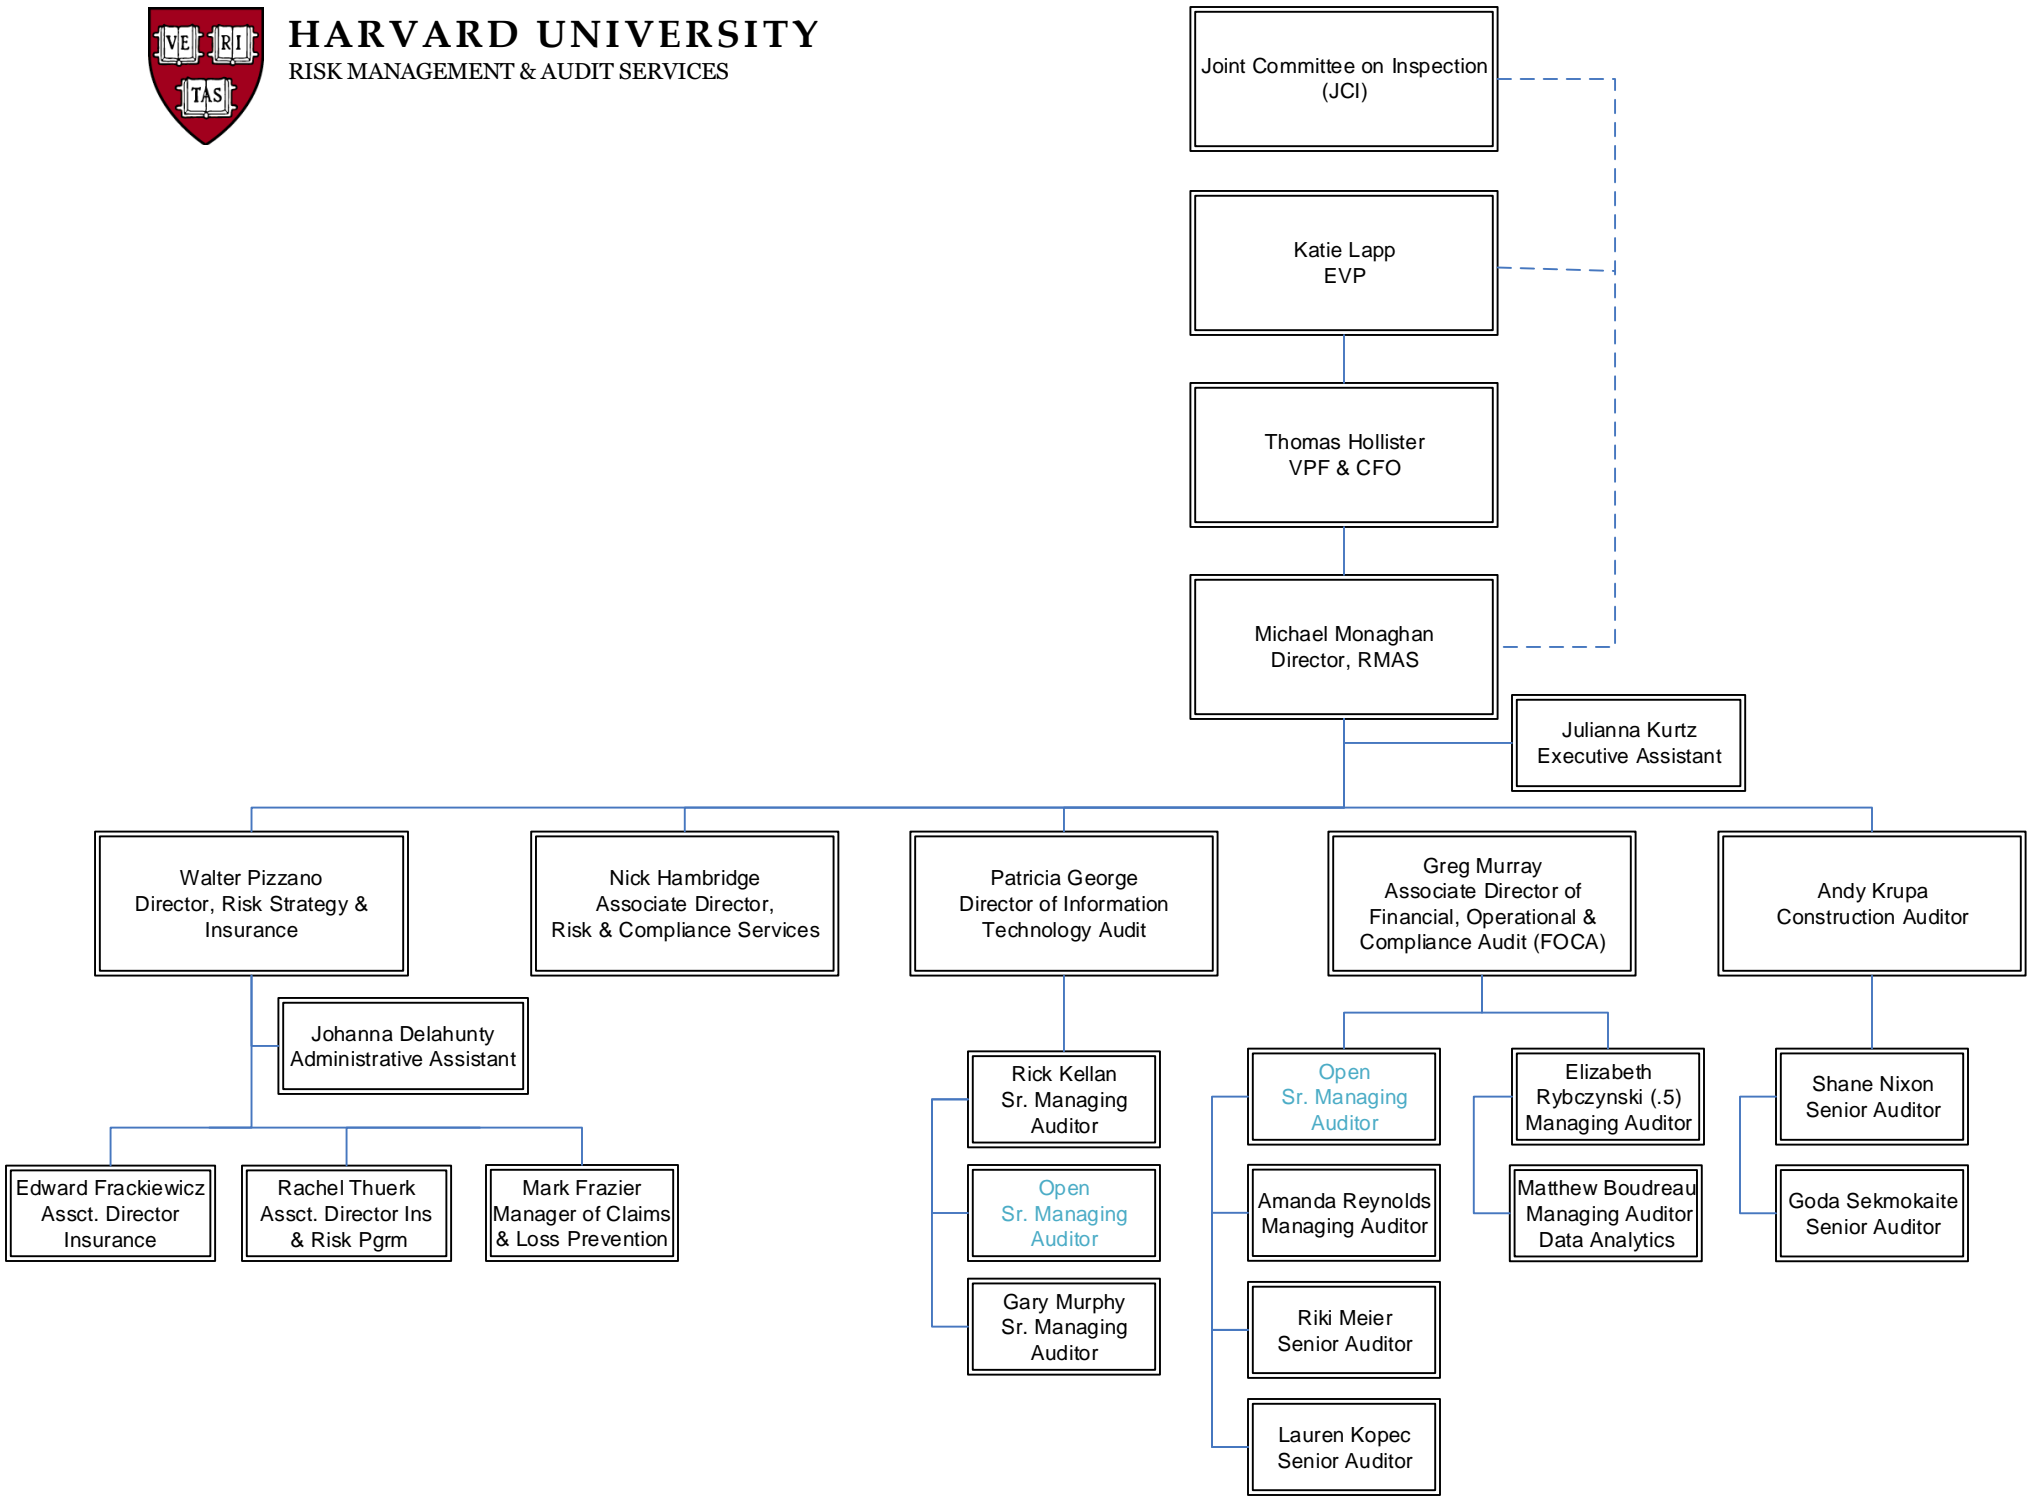 VE RI
TAS
HARVARD UNIVERSITY
RISK MANAGEMENT & AUDIT SERVICES
Joint Committee on Inspection
(JCI)
Katie Lapp
EVP
Thomas Hollister
VPF & CFO
Michael Monaghan
Director, RMAS
Julianna Kurtz
Executive Assistant
Walter Pizzano
Director, Risk Strategy &
Insurance
Nick Hambridge
Associate Director,
Risk & Compliance Services
Patricia George
Director of Information
Technology Audit
Greg Murray
Associate Director of
Financial, Operational &
Compliance Audit (FOCA)
Andy Krupa
Construction Auditor
Johanna Delahunty
Administrative Assistant
Edward Frackiewicz
Assct. Director
Insurance
Rachel Thuerk
Assct. Director Ins
& Risk Pgrm
Mark Frazier
Manager of Claims
& Loss Prevention
Rick Kellan
Sr. Managing
Auditor
Open
Sr. Managing
Auditor
Gary Murphy
Sr. Managing
Auditor
Open
Sr. Managing
Auditor
Amanda Reynolds
Managing Auditor
Riki Meier
Senior Auditor
Lauren Kopec
Senior Auditor
Elizabeth
Rybczynski (.5)
Managing Auditor
Matthew Boudreau
Managing Auditor
Data Analytics
Shane Nixon
Senior Auditor
Goda Sekmokaite
Senior Auditor